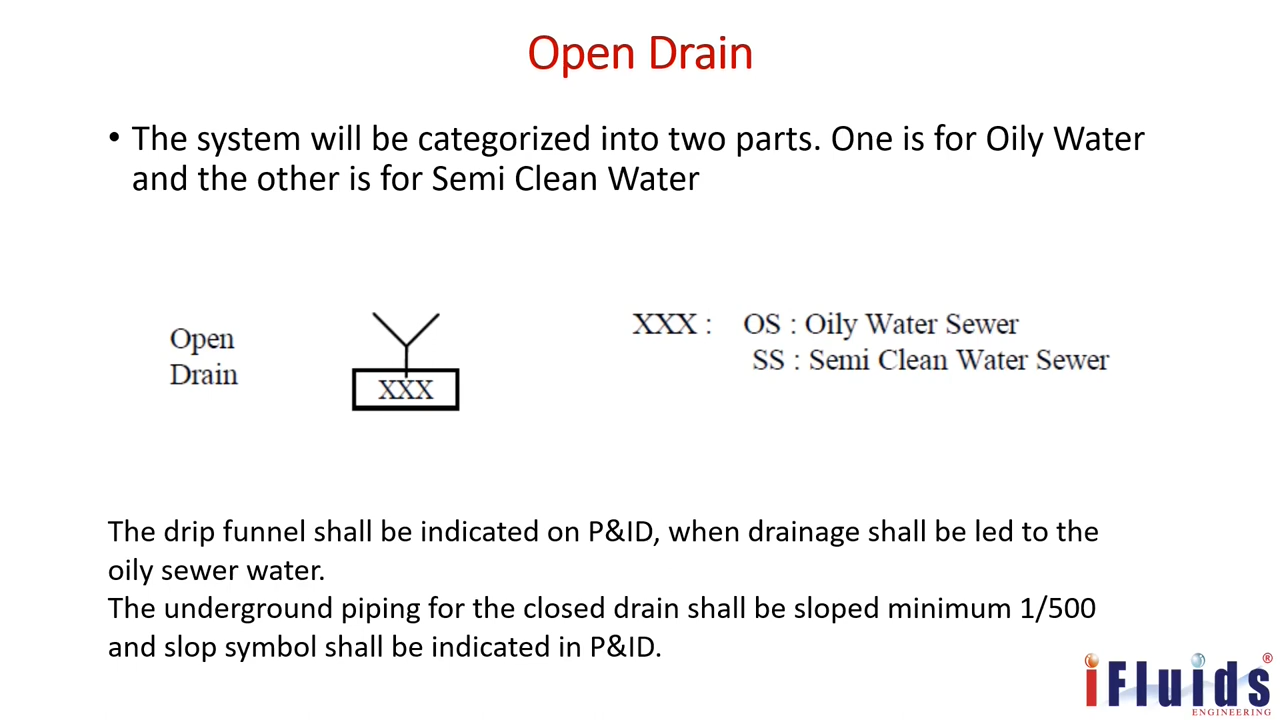 Open Drain
• The system will be categorized into two parts. One is for Oily Water
and the other is for Semi Clean Water
Open
Drain
XXX
XXX : OS : Oily Water Sewer
SS : Semi Clean Water Sewer
The drip funnel shall be indicated on P&ID, when drainage shall be led to the
oily sewer water.
The underground piping for the closed drain shall be sloped minimum 1/500
and slop symbol shall be indicated in P&ID.
iFluids®
ENGINEERING